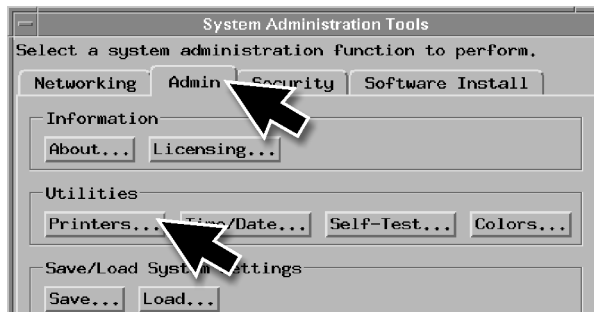 System Administration Tools
Select a system administration function to perform.
Networking Admin Security Software Install
Information
About... Licensing...
Utilities
Printers... Time/Date... Self-Test... Colors...
Save/Load System Settings
Save... Load...